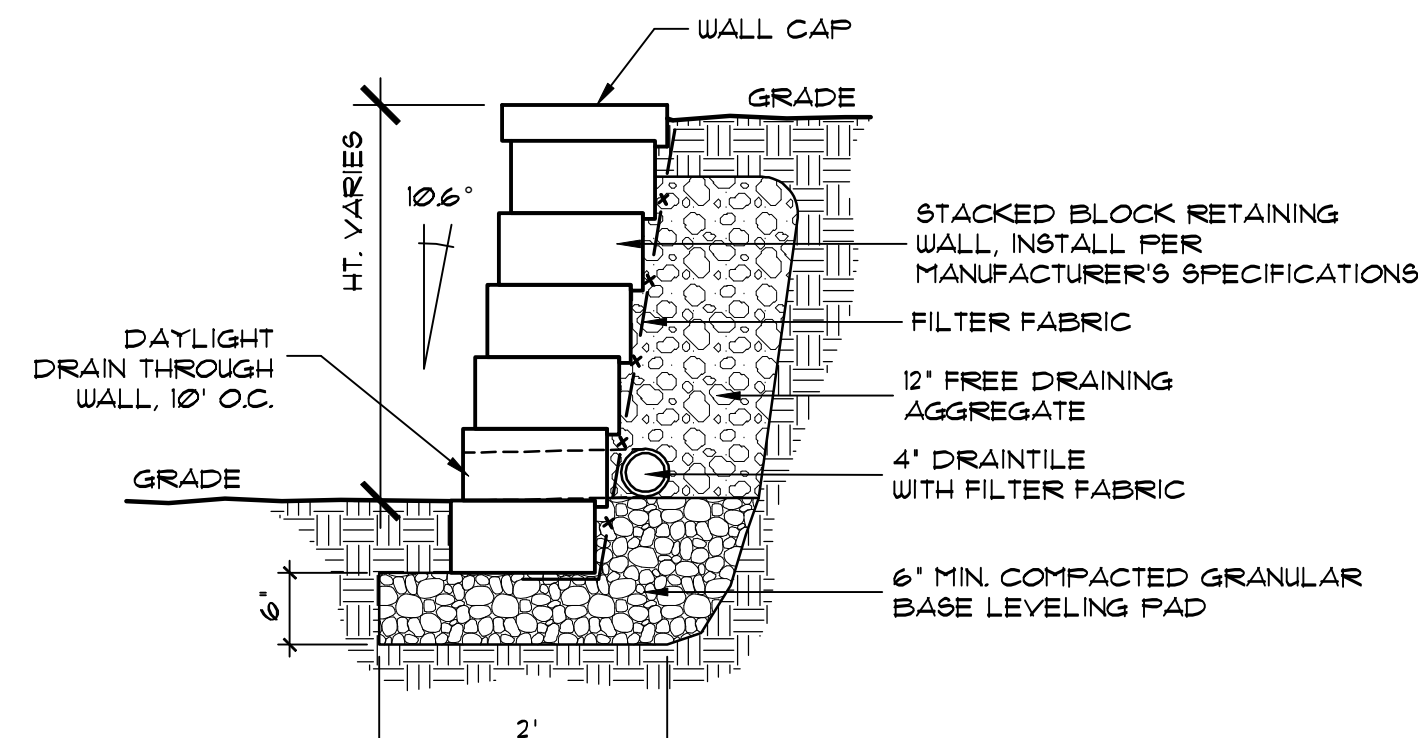 WALL CAP
GRADE
HT. VARIES
10.6°
STACKED BLOCK RETAINING
WALL, INSTALL PER
MANUFACTURER'S SPECIFICATIONS
FILTER FABRIC
DAYLIGHT
DRAIN THROUGH
WALL, 10' O.C.
12" FREE DRAINING
AGGREGATE
GRADE
4" DRAINTILE
WITH FILTER FABRIC
6" MIN. COMPACTED GRANULAR
BASE LEVELING PAD
6"
2'